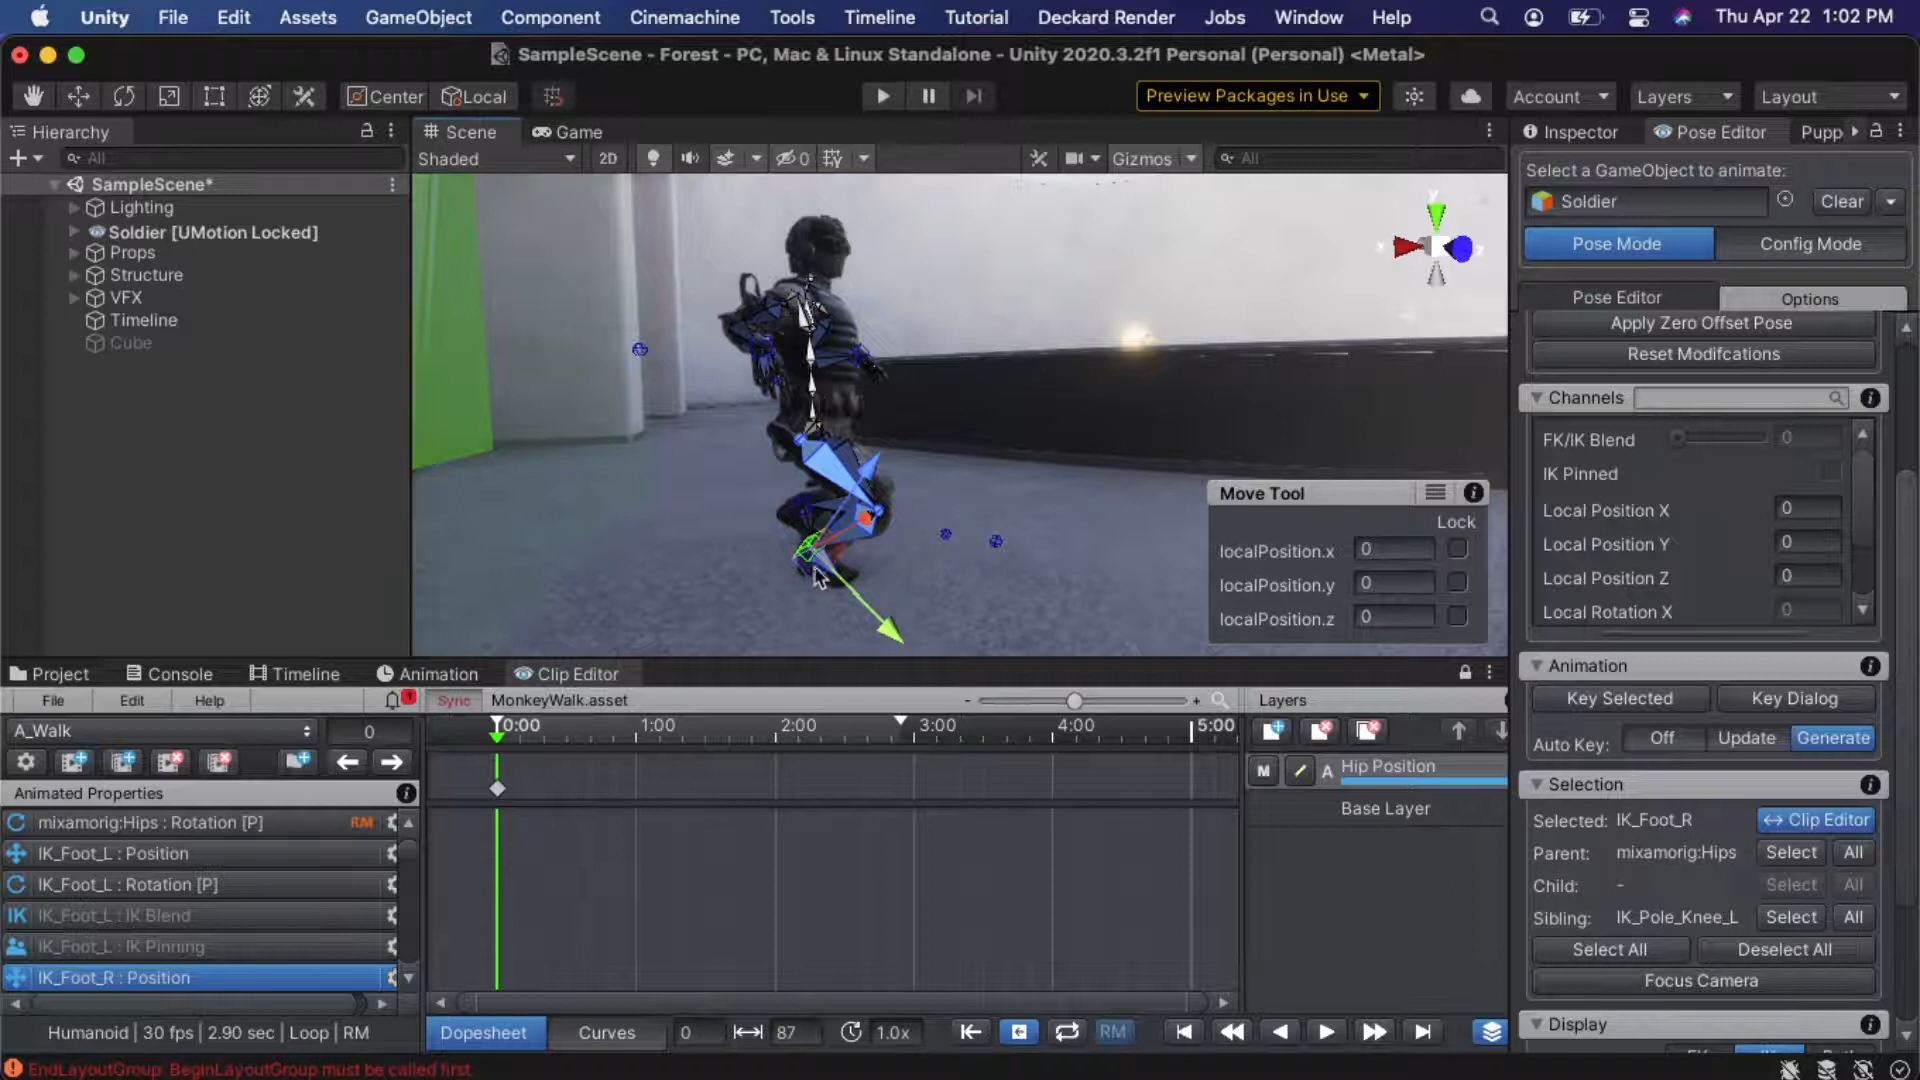 Unity File Edit Assets GameObject Component Cinemachine Tools Timeline Tutorial Deckard Render Jobs Window Help Thu Apr 22 1:02 PM
SampleScene - Forest - PC, Mac & Linux Standalone - Unity 2020.3.2f1 Personal (Personal) <Metal>
Center Local Preview Packages in Use Account Layers Layout
Hierarchy Scene Game Inspector Pose Editor Pupp
All Shaded 2D 0 Gizmos All
Select a GameObject to animate:
SampleScene*
Soldier Clear
Lighting
Soldier [UMotion Locked]
Props
Structure
VFX
Timeline
Cube
Pose Mode Config Mode
Pose Editor Options
Apply Zero Offset Pose
Reset Modifcations
Channels
FK/IK Blend 0
IK Pinned
Local Position X 0
Local Position Y 0
Local Position Z 0
Local Rotation X 0
y
x
z
Move Tool
Lock
localPosition.x 0
localPosition.y 0
localPosition.z 0
Project Console Timeline Animation Clip Editor
File Edit Help Sync MonkeyWalk.asset - + Layers
A_Walk 0
0:00 1:00 2:00 3:00 4:00 5:00
Animated Properties
mixamorig:Hips : Rotation [P] RM
IK_Foot_L : Position
IK_Foot_L : Rotation [P]
IK IK_Foot_L : IK Blend
IK_Foot_L : IK Pinning
IK_Foot_R : Position
M A Hip Position
Base Layer
Humanoid | 30 fps | 2.90 sec | Loop | RM
Dopesheet Curves 0 87 1.0x RM
Animation
Key Selected Key Dialog
Auto Key: Off Update Generate
Selection
Selected: IK_Foot_R Clip Editor
Parent: mixamorig:Hips Select All
Child: - Select All
Sibling: IK_Pole_Knee_L Select All
Select All Deselect All
Focus Camera
Display
EndLayoutGroup: BeginLayoutGroup must be called first.